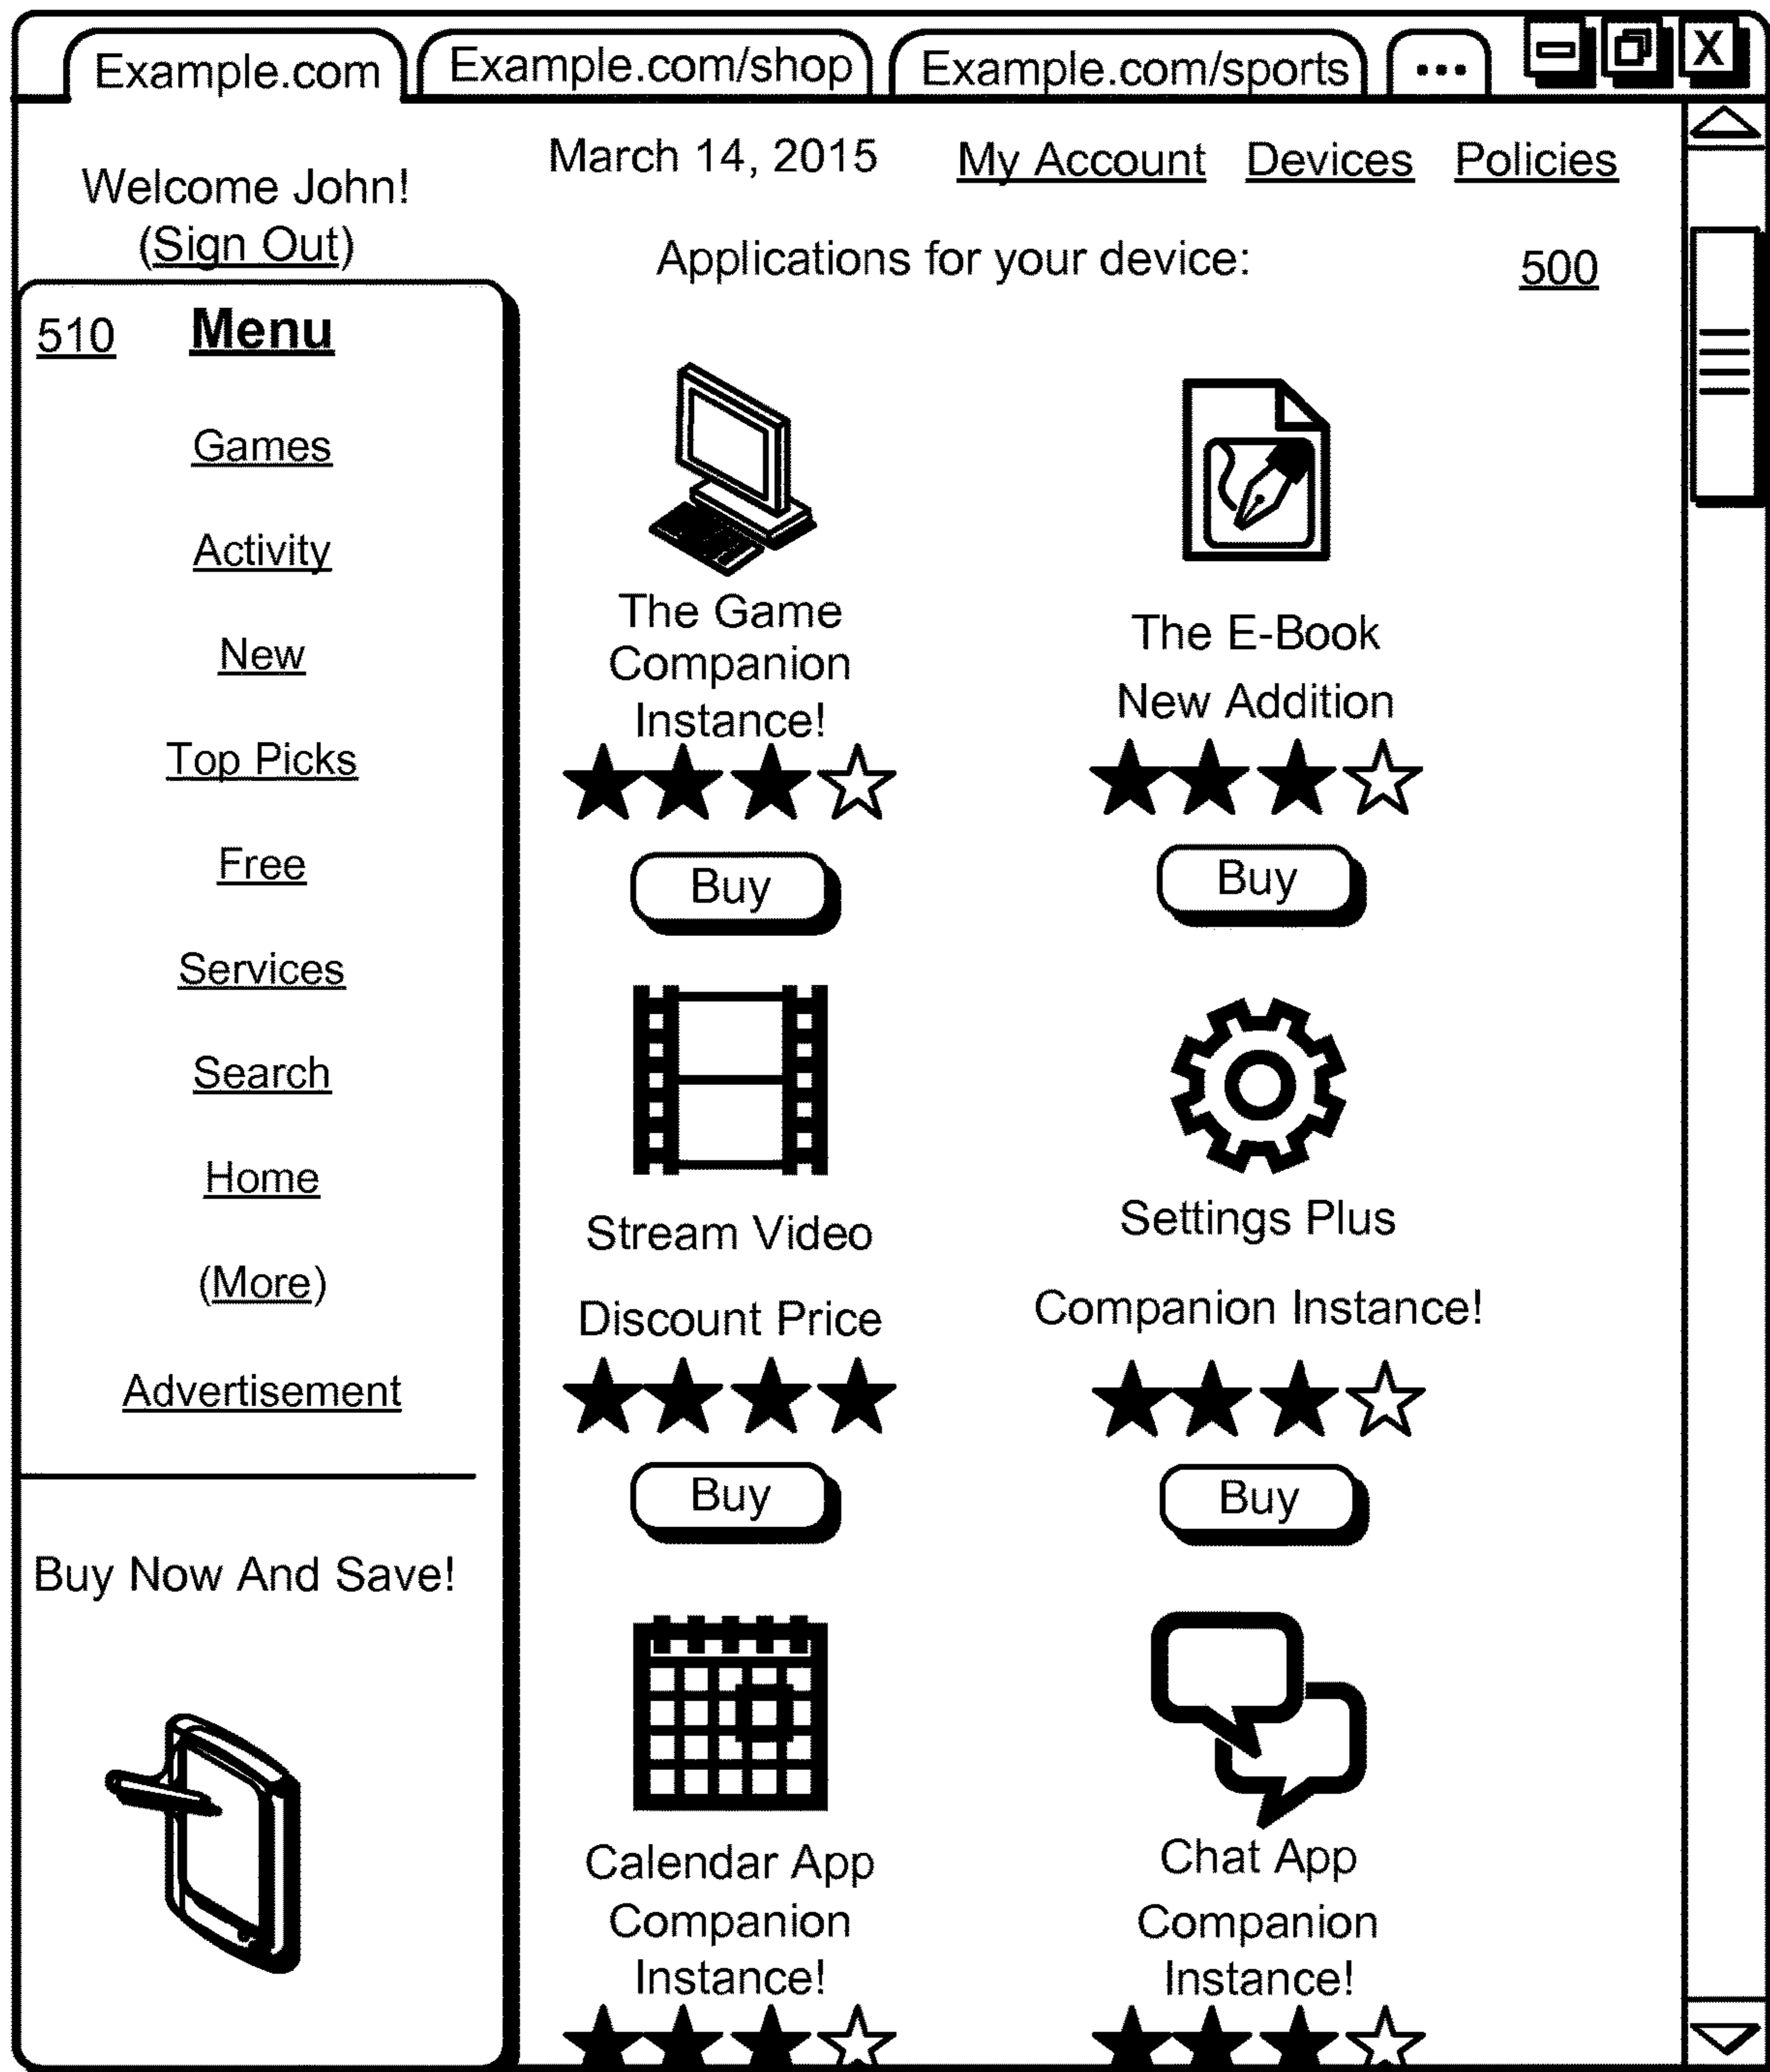 Example.com
Example.com/shop
Example.com/sports
...
X
Welcome John!
(Sign Out)
March 14, 2015
My Account
Devices
Policies
Applications for your device:
500
510
Menu
Games
Activity
New
Top Picks
Free
Services
Search
Home
(More)
Advertisement
Buy Now And Save!
The Game
Companion
Instance!
Buy
The E-Book
New Addition
Buy
Stream Video
Discount Price
Buy
Settings Plus
Companion Instance!
Buy
Calendar App
Companion
Instance!
Chat App
Companion
Instance!